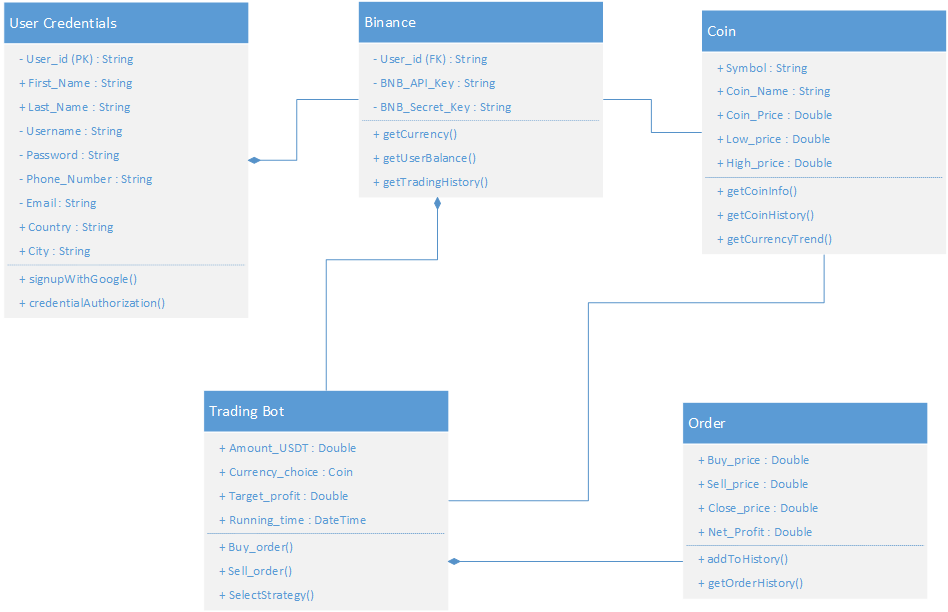 User Credentials
- User_id (PK) : String
+ First_Name : String
+ Last_Name : String
- Username : String
- Password : String
- Phone_Number : String
- Email : String
+ Country : String
+ City : String
+ signupWithGoogle()
+ credentialAuthorization()
Binance
- User_id (FK) : String
- BNB_API_Key : String
- BNB_Secret_Key : String
+ getCurrency()
+ getUserBalance()
+ getTradingHistory()
Coin
+ Symbol : String
+ Coin_Name : String
+ Coin_Price : Double
+ Low_price : Double
+ High_price : Double
+ getCoinInfo()
+ getCoinHistory()
+ getCurrencyTrend()
Trading Bot
+ Amount_USDT : Double
+ Currency_choice : Coin
+ Target_profit : Double
+ Running_time : DateTime
+ Buy_order()
+ Sell_order()
+ SelectStrategy()
Order
+ Buy_price : Double
+ Sell_price : Double
+ Close_price : Double
+ Net_Profit : Double
+ addToHistory()
+ getOrderHistory()